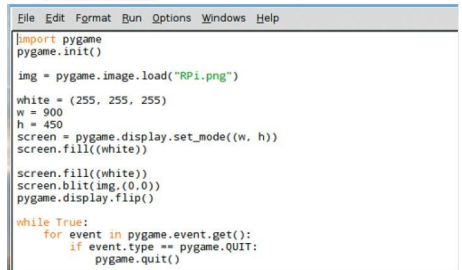 File Edit Format Run Options Windows Help
import pygame
pygame.init()
img = pygame.image.load("RPi.png")
white = (255, 255, 255)
w = 900
h = 450
screen = pygame.display.set_mode((w, h))
screen.fill((white))
screen.fill((white))
screen.blit(img,(0,0))
pygame.display.flip()
while True:
    for event in pygame.event.get():
        if event.type == pygame.QUIT:
            pygame.quit()